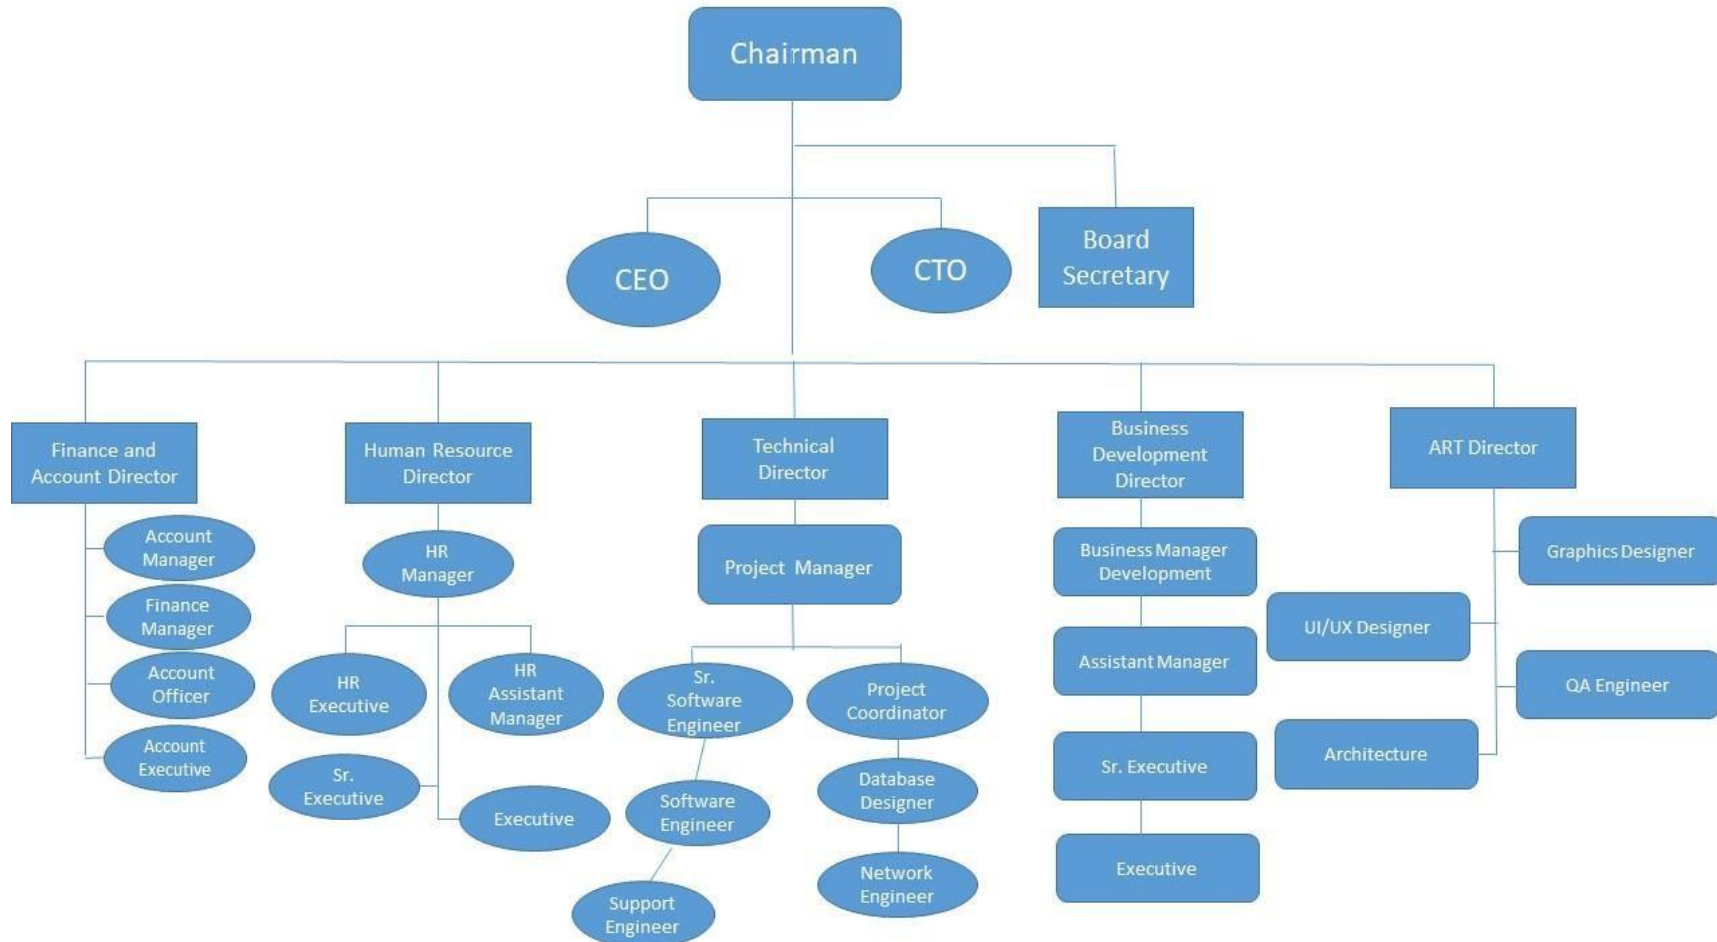 Chairman
CEO
CTO
Board
Secretary
Finance and
Account Director
Human Resource
Director
Technical
Director
Business
Development
Director
ART Director
Account
Manager
Finance
Manager
Account
Officer
Account
Executive
HR
Manager
HR
Executive
HR
Assistant
Manager
Sr.
Executive
Executive
Project Manager
Sr.
Software
Engineer
Software
Engineer
Support
Engineer
Project
Coordinator
Database
Designer
Network
Engineer
Business Manager
Development
Assistant Manager
Sr. Executive
Executive
Graphics Designer
UI/UX Designer
QA Engineer
Architecture